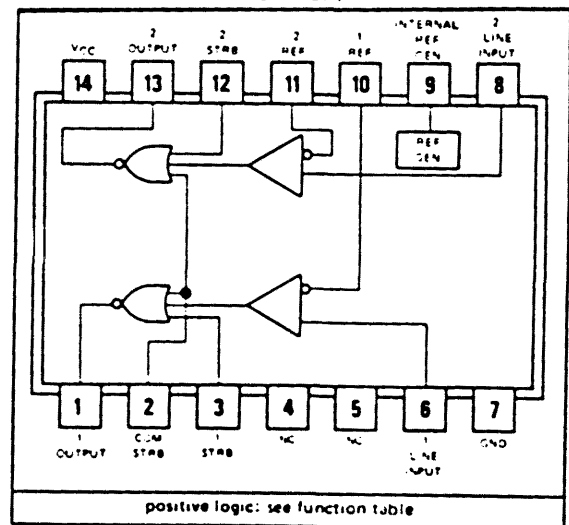 INTERNAL
2 2 2 1 REF 2
VCC OUTPUT STRB REF REF GEN LINE INPUT
14 13 12 11 10 9 8
REF
GEN
1 2 3 4 5 6 7
1 COM 1 NC NC 1 GND
OUTPUT STRB STRB LINE
INPUT
positive logic: see function table